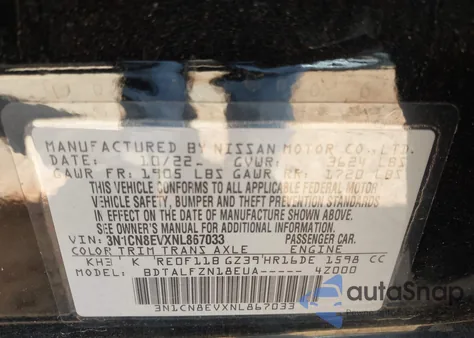 MANUFACTURED BY NISSAN MOTOR CO., LTD.
DATE: 10/22 GVWR: 3624 LBS
GAWR FR: 1905 LBS GAWR RR: 1720 LBS
THIS VEHICLE CONFORMS TO ALL APPLICABLE FEDERAL MOTOR
VEHICLE SAFETY, BUMPER AND THEFT PREVENTION STANDARDS
IN EFFECT ON THE DATE OF MANUFACTURE SHOWN ABOVE.
SEE OWNER'S MANUAL OR ADDITIONAL INFORMATION.
VIN: 3N1CN8EVXNL867033 PASSENGER CAR.
COLOR TRIM TRANS AXLE ENGINE
KH3 K RE0F11B GZ39 HR16DE 1598 CC
MODEL: BDTALFZN18EUA----- 4Z000
3N1CN8EVXNL867033
autoSnap